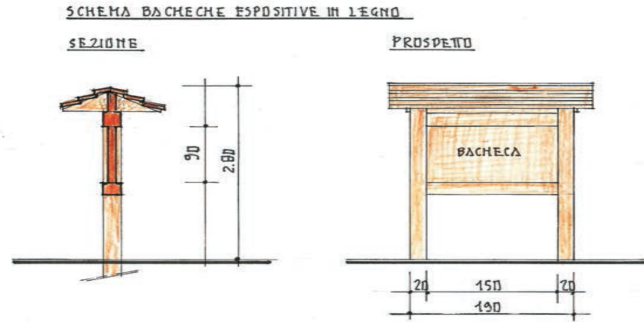 SCHEMA BACHECHE ESPOSITIVE IN LEGNO
SEZIONE
PROSPETTO
90
2.80
BACHECA
20 150 20
190